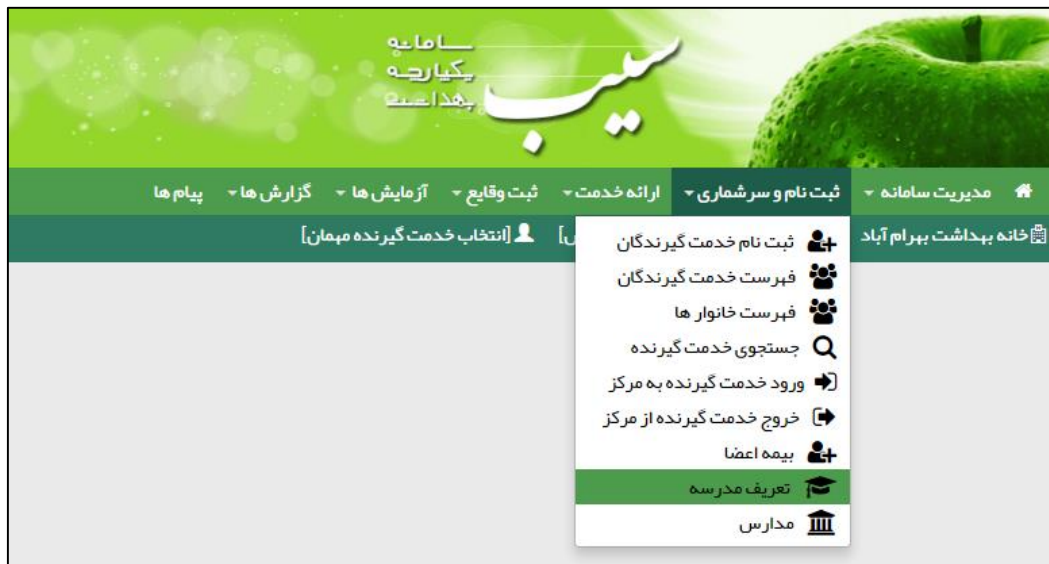 سامانه
یکپارچه
بهداشت
سیب
مدیریت سامانه ثبت نام و سرشماری ارائه خدمت ثبت وقایع آزمایش ها گزارش ها پیام ها
خانه بهداشت بهرام آباد [انتخاب خدمت گیرنده مهمان]
ثبت نام خدمت گیرندگان
فهرست خدمت گیرندگان
فهرست خانوار ها
جستجوی خدمت گیرنده
ورود خدمت گیرنده به مرکز
خروج خدمت گیرنده از مرکز
بیمه اعضا
تعریف مدرسه
مدارس